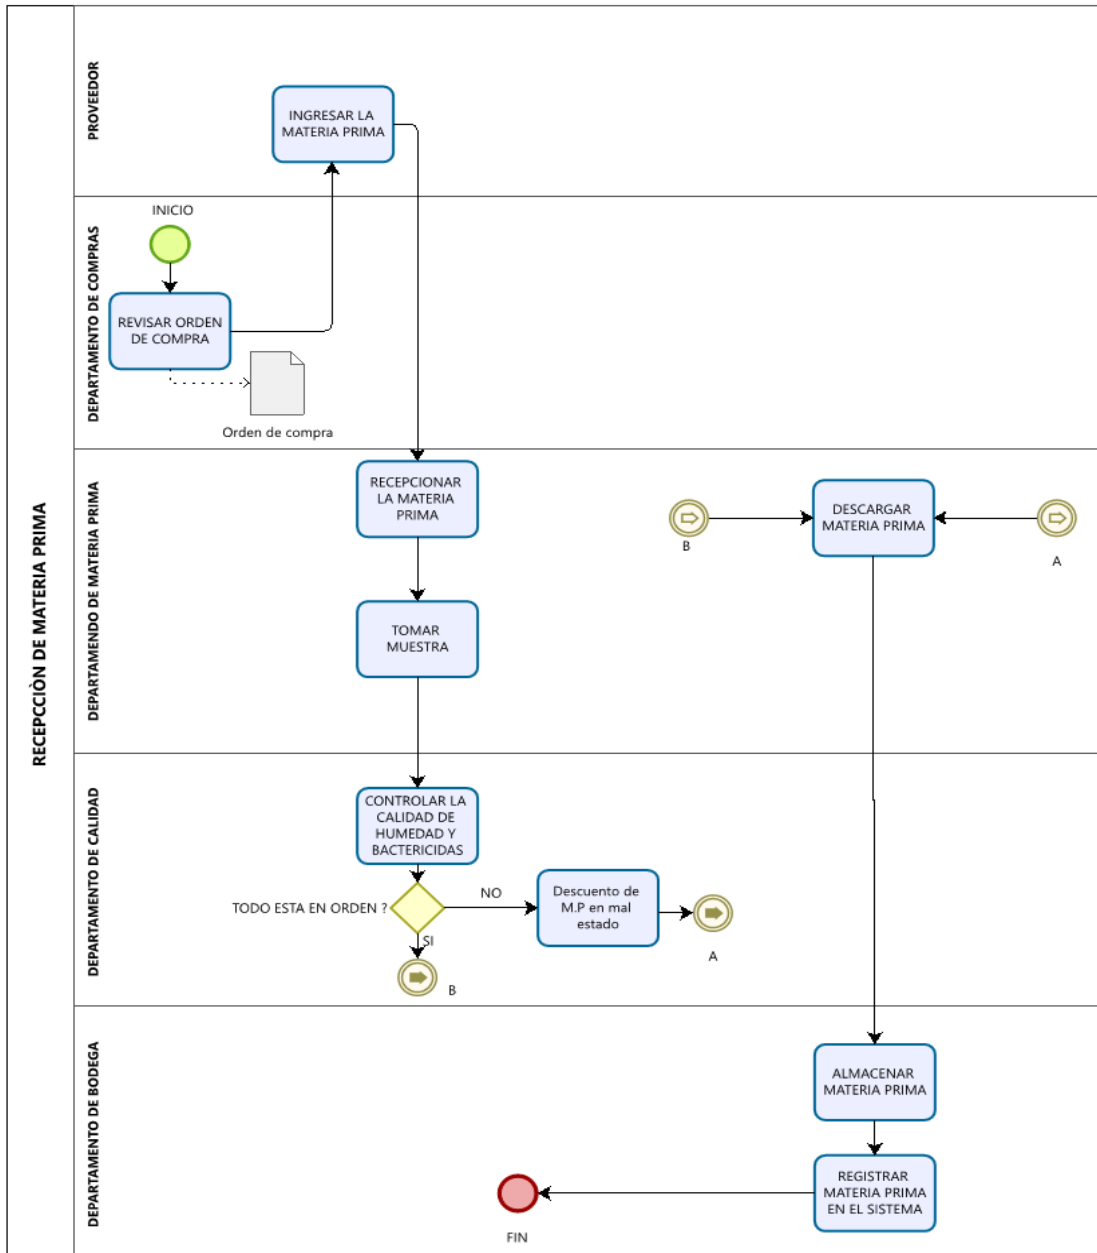 RECEPCCIÒN DE MATERIA PRIMA
PROVEEDOR
INGRESAR LA
MATERIA PRIMA
DEPARTAMENTO DE COMPRAS
INICIO
REVISAR ORDEN
DE COMPRA
Orden de compra
DEPARTAMENDO DE MATERIA PRIMA
RECEPCIONAR
LA MATERIA
PRIMA
TOMAR
MUESTRA
B
DESCARGAR
MATERIA PRIMA
A
DEPARTAMENTO DE CALIDAD
CONTROLAR LA
CALIDAD DE
HUMEDAD Y
BACTERICIDAS
TODO ESTA EN ORDEN ?
NO
Descuento de
M.P en mal
estado
A
SI
B
DEPARTAMENTO DE BODEGA
ALMACENAR
MATERIA PRIMA
REGISTRAR
MATERIA PRIMA
EN EL SISTEMA
FIN